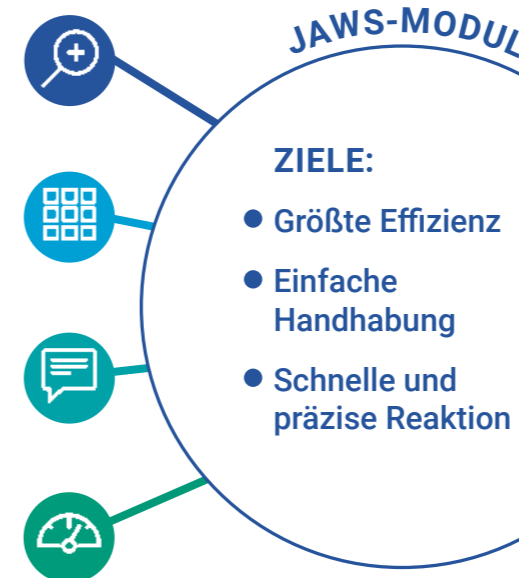 JAWS-MODUL
ZIELE:
• Größte Effizienz
• Einfache
Handhabung
• Schnelle und
präzise Reaktion